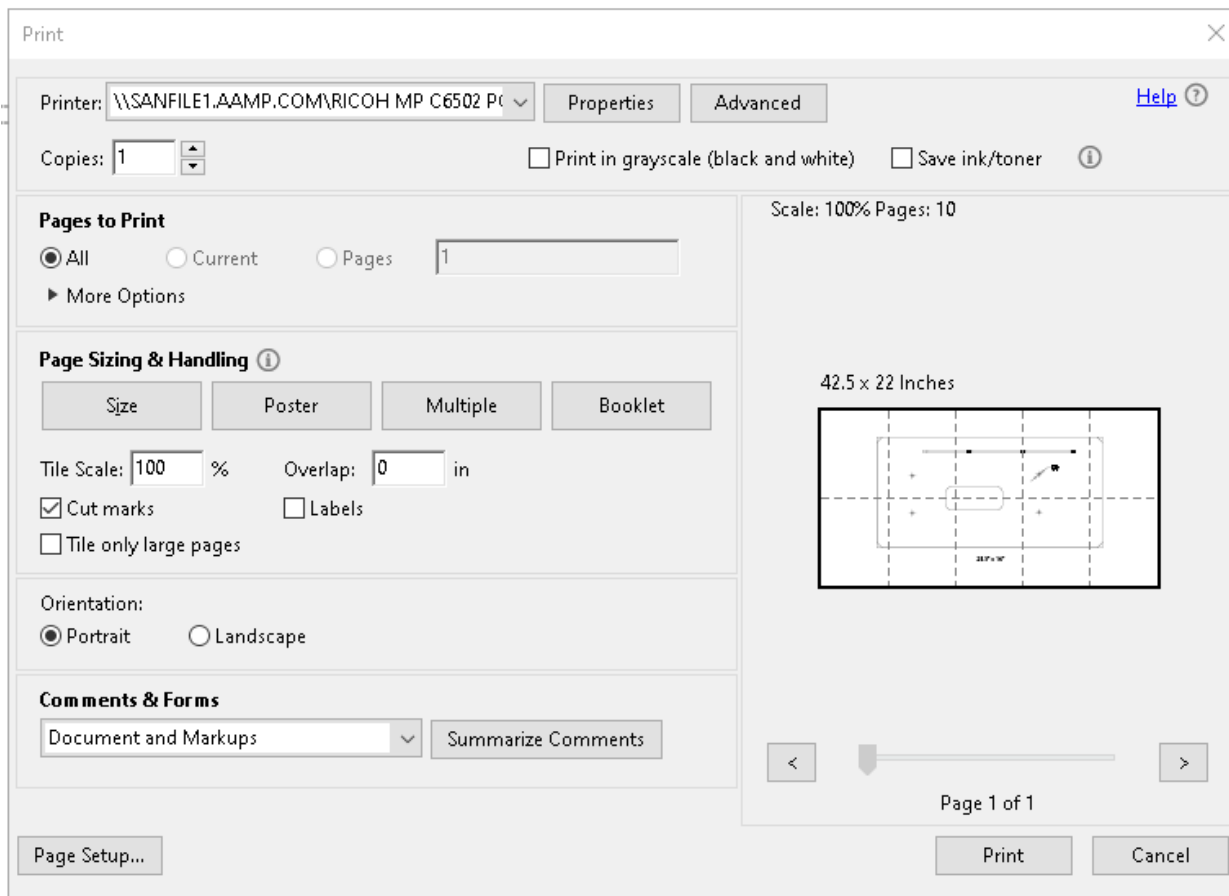 Print
Printer: \\SANFILE1.AAMP.COM\RICOH MP C6502 PC Properties Advanced Help ?
Copies: 1 Print in grayscale (black and white) Save ink/toner
Pages to Print
All Current Pages 1
More Options
Scale: 100% Pages: 10
Page Sizing & Handling
Size Poster Multiple Booklet
Tile Scale: 100 % Overlap: 0 in
Cut marks Labels
Tile only large pages
42.5 x 22 Inches
Orientation:
Portrait Landscape
Comments & Forms
Document and Markups Summarize Comments
< >
Page 1 of 1
Page Setup... Print Cancel